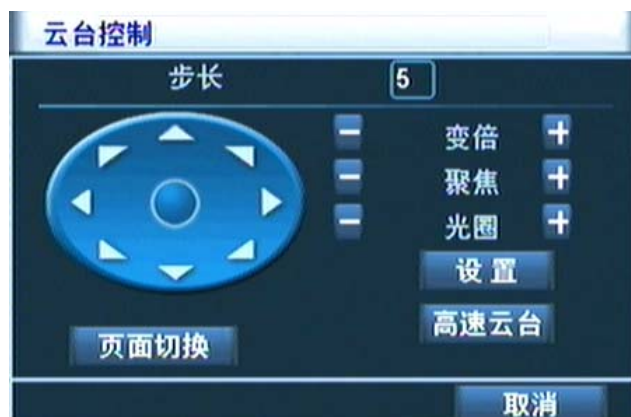 云台控制
步长 5
− 变倍 +
− 聚焦 +
− 光圈 +
设置
高速云台
页面切换
取消